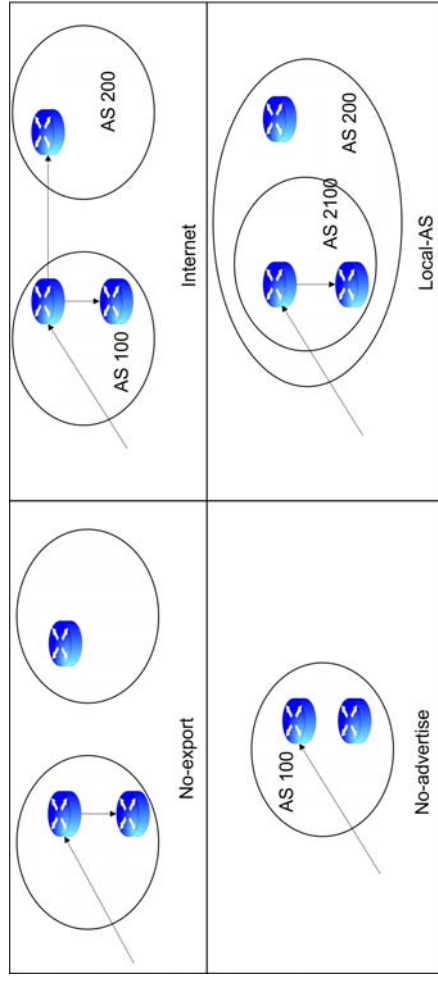 No-export
AS 100
AS 200
Internet
AS 100
No-advertise
AS 2100
AS 200
Local-AS